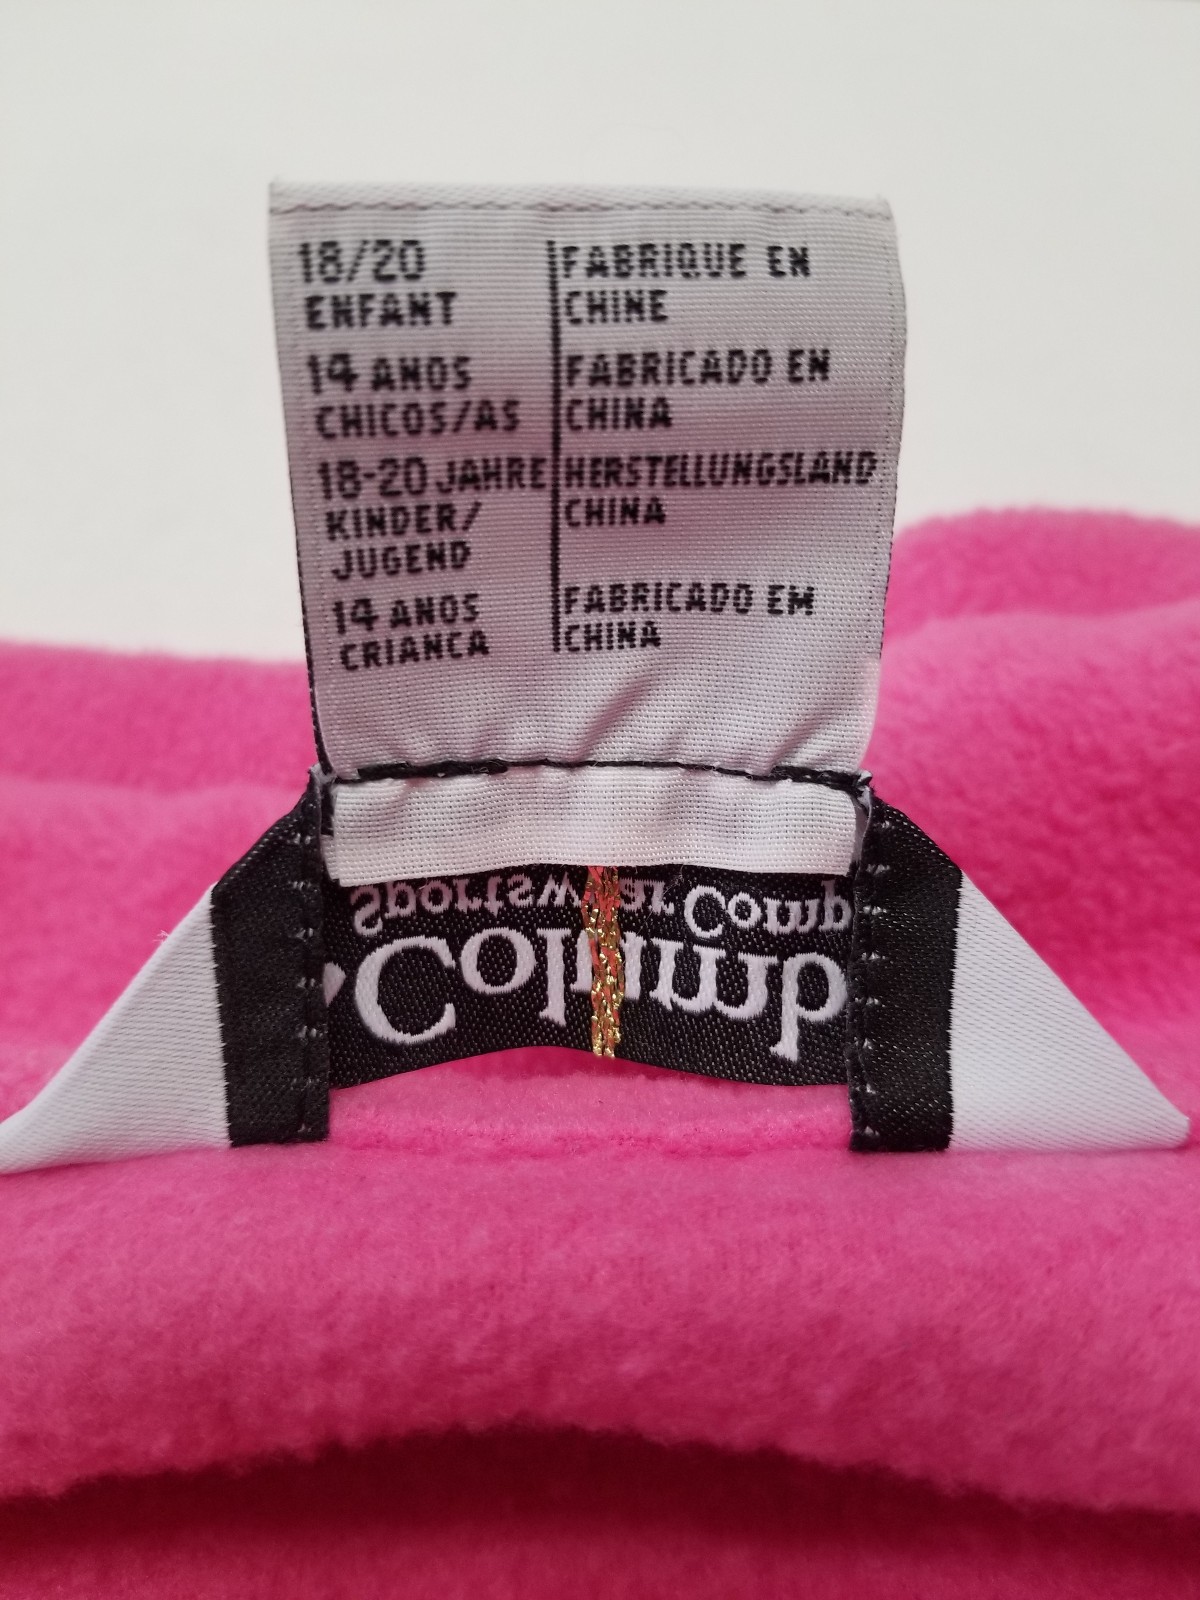 18/20
ENFANT
14 ANOS
CHICOS/AS
18-20 JAHRE
KINDER/
JUGEND
14 ANOS
CRIANCA
FABRIQUE EN
CHINE
FABRICADO EN
CHINA
HERSTELLUNGSLAND
CHINA
FABRICADO EM
CHINA
Columb
Sportswear Comp